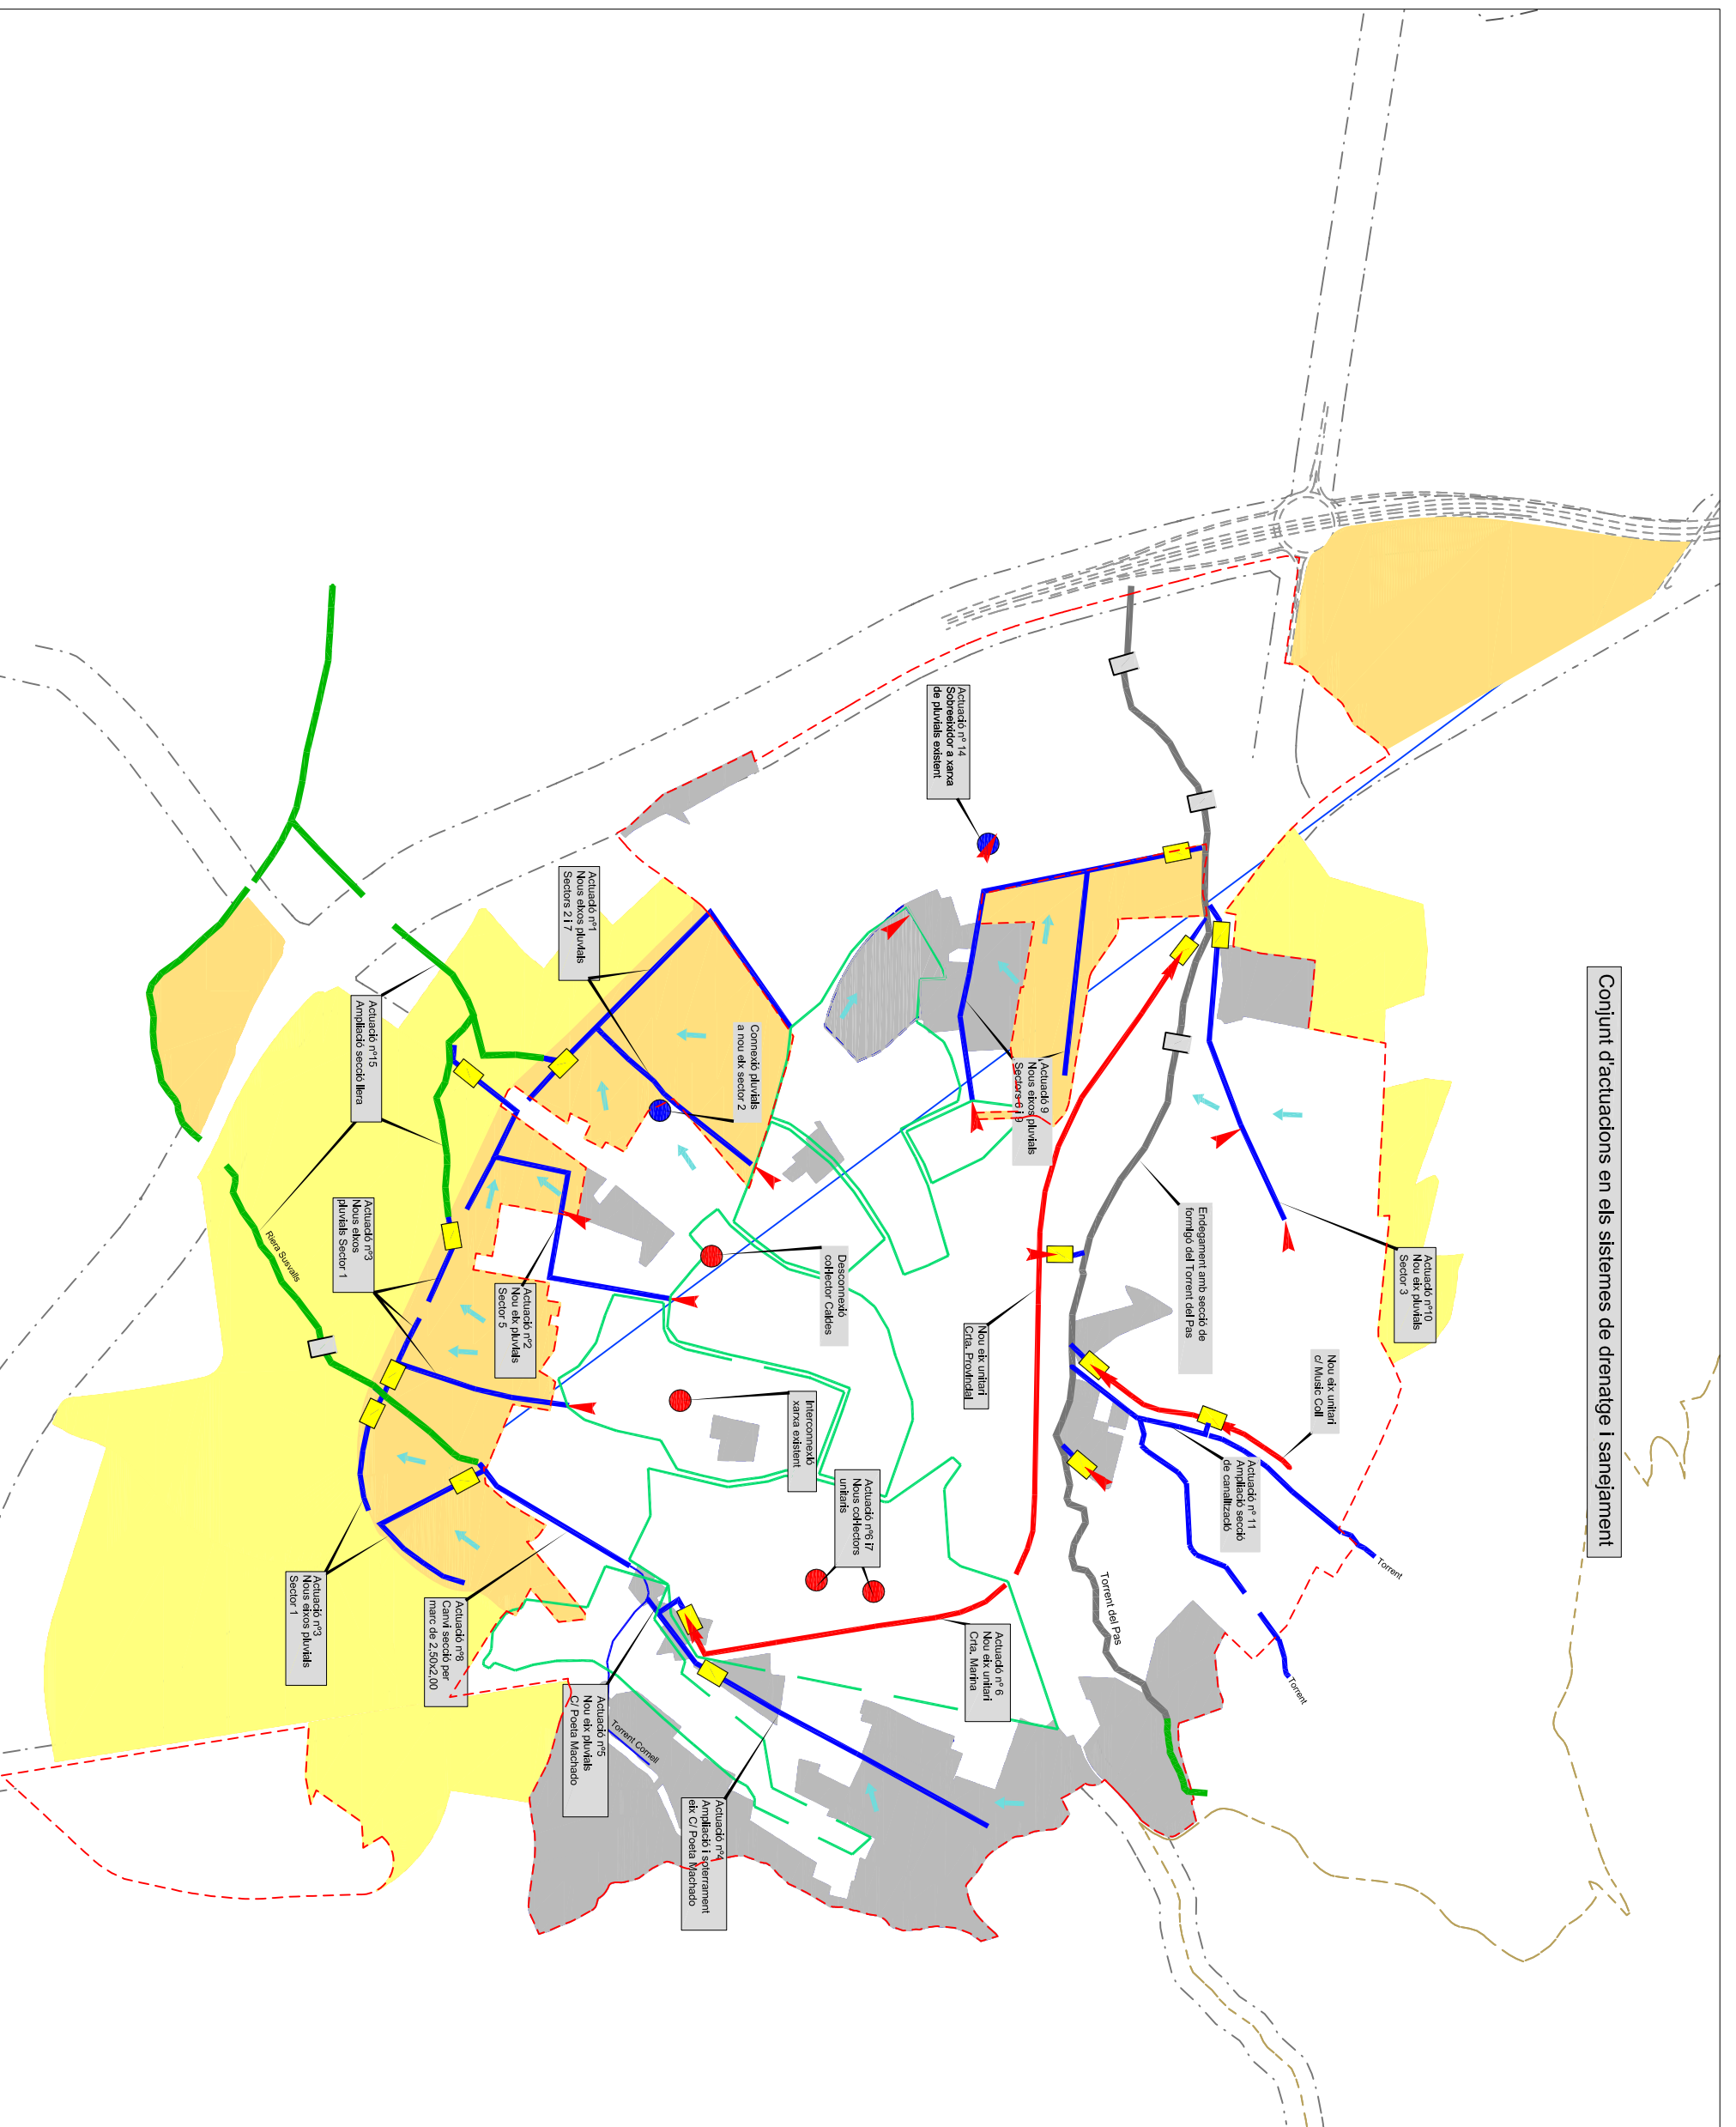 Conjunt d'actuacions en els sistemes de drenatge i sanejament
Actuació nº10
Nou eix pluvials
Sector 3
Nou eix unitari
c/ Music Coll
Actuació nº 11
Ampliació secció
de canalització
Torrent
Torrent
Endegament amb secció de
formigó del Torrent del Pas
Torrent del Pas
Actuació 9
Nous eixos pluvials
Sectors 6 i 9
Nou eix unitari
Crta. Provincial
Actuació nº 6
Nou eix unitari
Crta. Marina
Actuació nº 14
Sobreeixidor a xarxa
de pluvials existent
Desconnexió
col·lector Caldes
Actuació nº6 i7
Nous col·lectors
unitaris
Interconnexió
xarxa existent
Connexió pluvials
a nou eix sector 2
Actuació nº4
Ampliació i soterrament
eix C/ Poeta Machado
Torrent Cornell
Actuació nº1
Nous eixos pluvials
Sectors 2 i 7
Actuació nº5
Nou eix pluvials
C/ Poeta Machado
Actuació nº2
Nou eix pluvials
Sector 5
Actuació nº8
Canvi secció per
marc de 2,50x2,00
Actuació nº15
Ampliació secció llera
Actuació nº3
Nous eixos
pluvials Sector 1
Actuació nº3
Nous eixos pluvials
Sector 1
Riera Susvalls